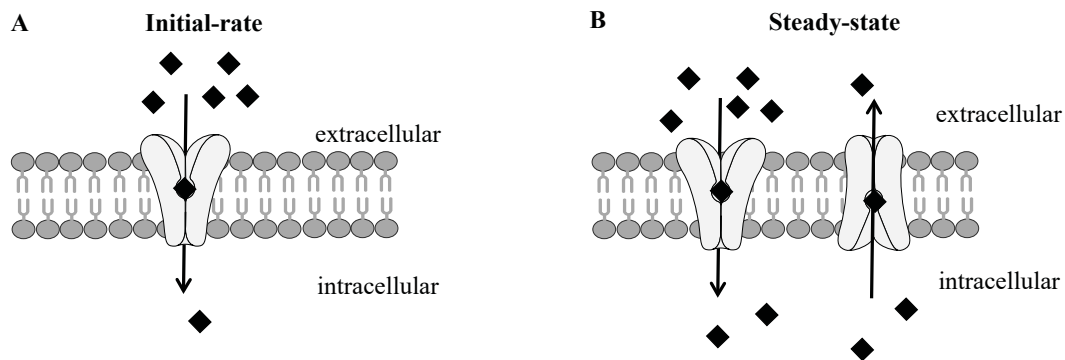 A
Initial-rate
extracellular
intracellular
B
Steady-state
extracellular
intracellular